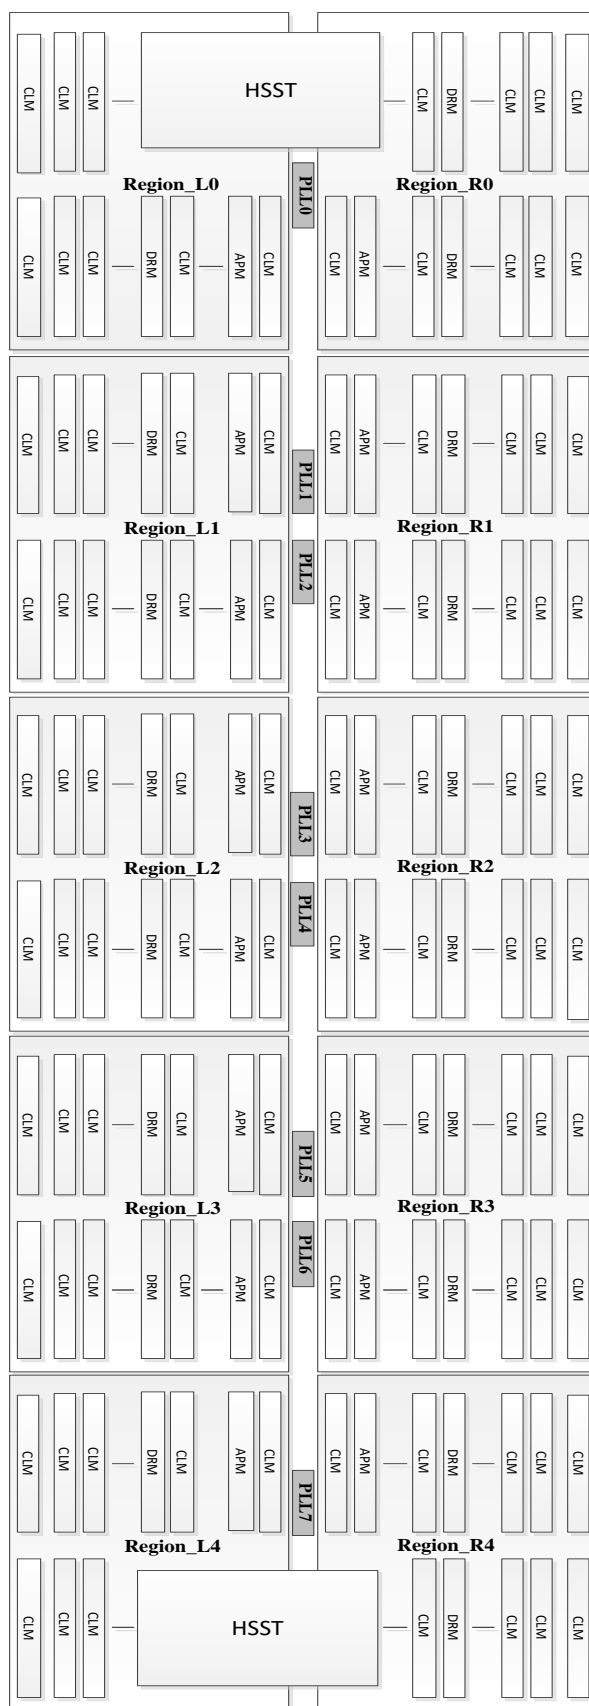 CLM CLM CLM HSST CLM DRM CLM CLM CLM
Region_L0 PLL0 Region_R0
CLM CLM CLM DRM CLM APM CLM CLM APM CLM DRM CLM CLM CLM
CLM CLM CLM DRM CLM APM CLM CLM APM CLM DRM CLM CLM CLM
PLL1
Region_L1 Region_R1
PLL2
CLM CLM CLM DRM CLM APM CLM CLM APM CLM DRM CLM CLM CLM
CLM CLM CLM DRM CLM APM CLM CLM APM CLM DRM CLM CLM CLM
PLL3
Region_L2 Region_R2
PLL4
CLM CLM CLM DRM CLM APM CLM CLM APM CLM DRM CLM CLM CLM
CLM CLM CLM DRM CLM APM CLM CLM APM CLM DRM CLM CLM CLM
PLL5
Region_L3 Region_R3
PLL6
CLM CLM CLM DRM CLM APM CLM CLM APM CLM DRM CLM CLM CLM
CLM CLM CLM DRM CLM APM CLM CLM APM CLM DRM CLM CLM CLM
PLL7
Region_L4 Region_R4
CLM CLM CLM HSST CLM DRM CLM CLM CLM